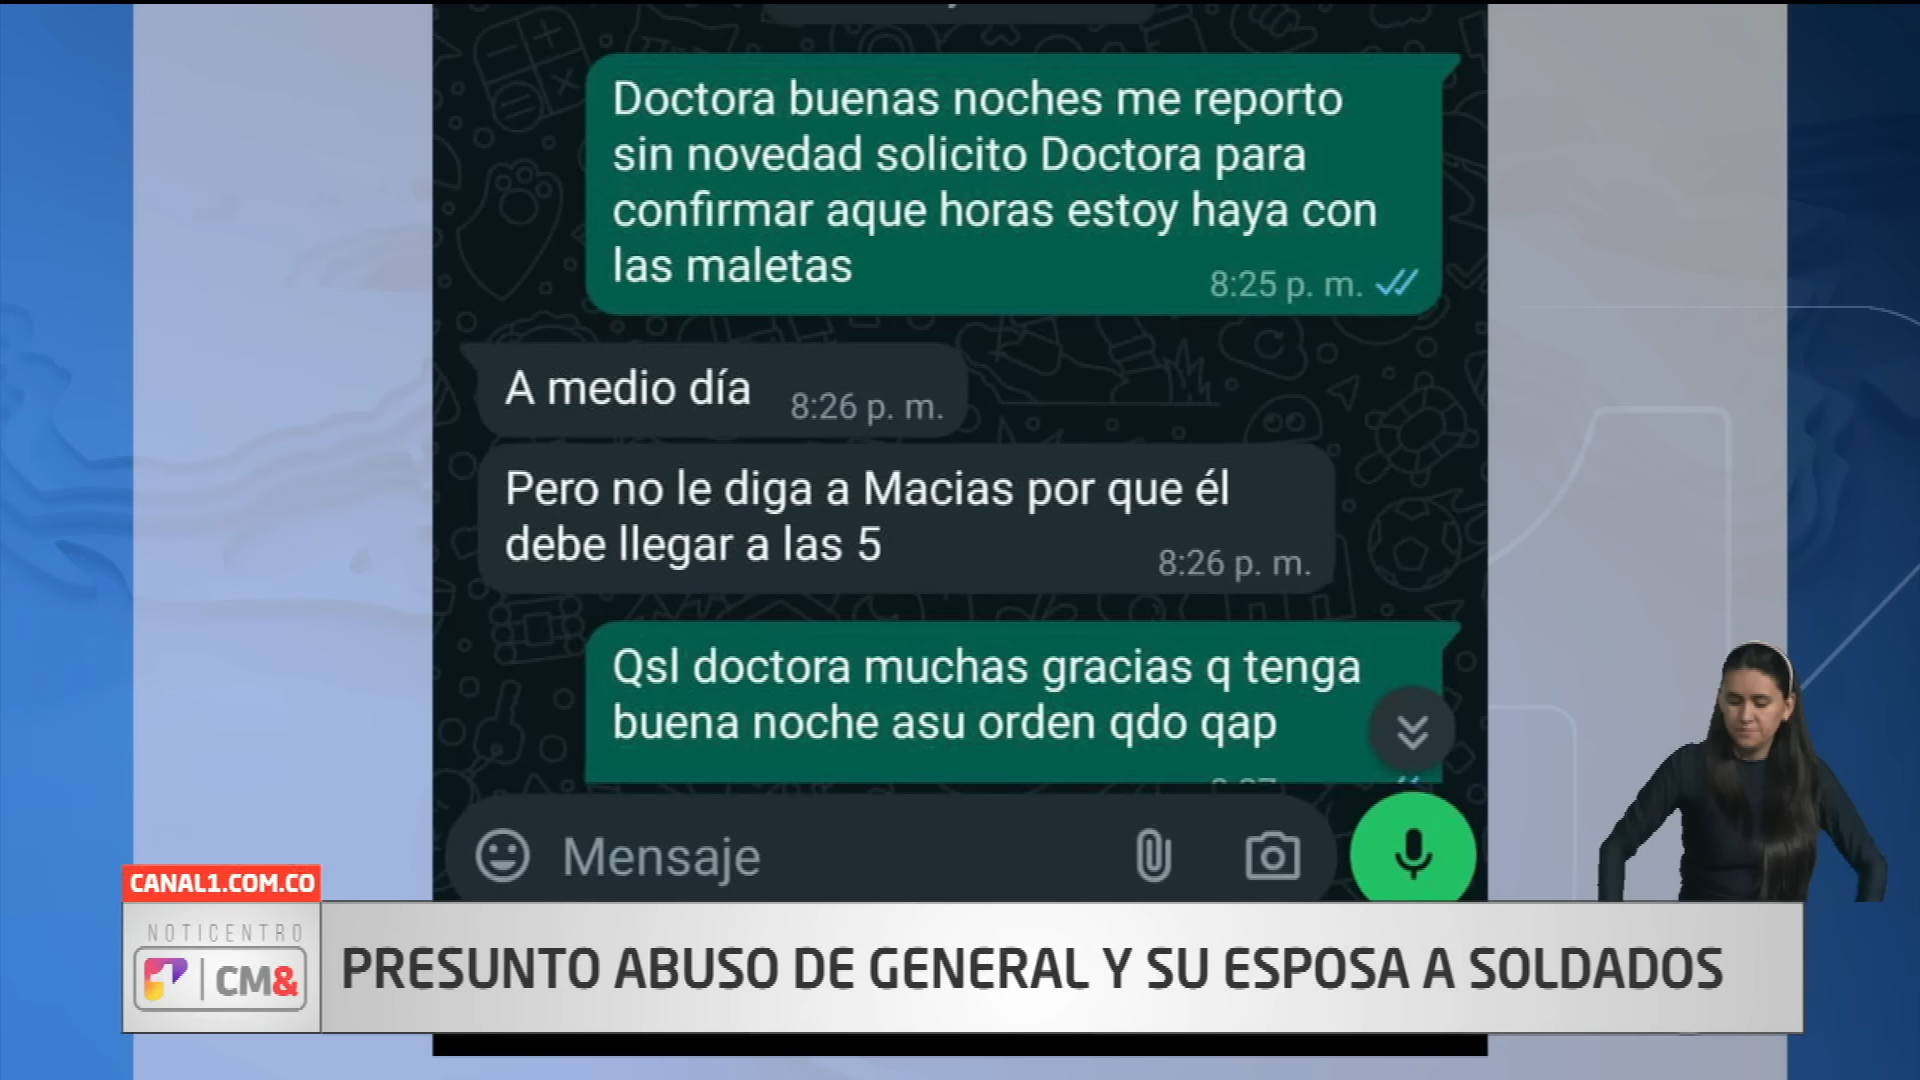 Doctora buenas noches me reporto
sin novedad solicito Doctora para
confirmar aque horas estoy haya con
las maletas
8:25 p. m.
A medio día
8:26 p. m.
Pero no le diga a Macias por que él
debe llegar a las 5
8:26 p. m.
Qsl doctora muchas gracias q tenga
buena noche asu orden qdo qap
Mensaje
CANAL1.COM.CO
NOTICENTRO
1 | CM&
PRESUNTO ABUSO DE GENERAL Y SU ESPOSA A SOLDADOS